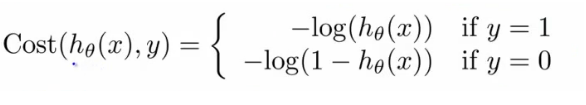 Cost(hθ(x), y) = { −log(hθ(x)) if y = 1
−log(1 − hθ(x)) if y = 0